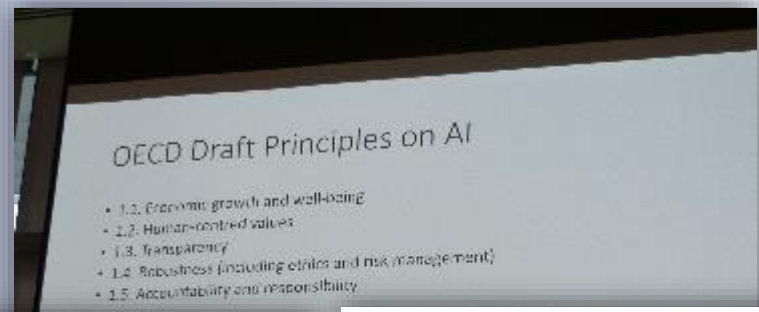 OECD Draft Principles on AI
• 1.1. Economic growth and well-being
• 1.2. Human-centred values
• 1.3. Transparency
• 1.4. Robustness (including ethics and risk management)
• 1.5. Accountability and responsibility